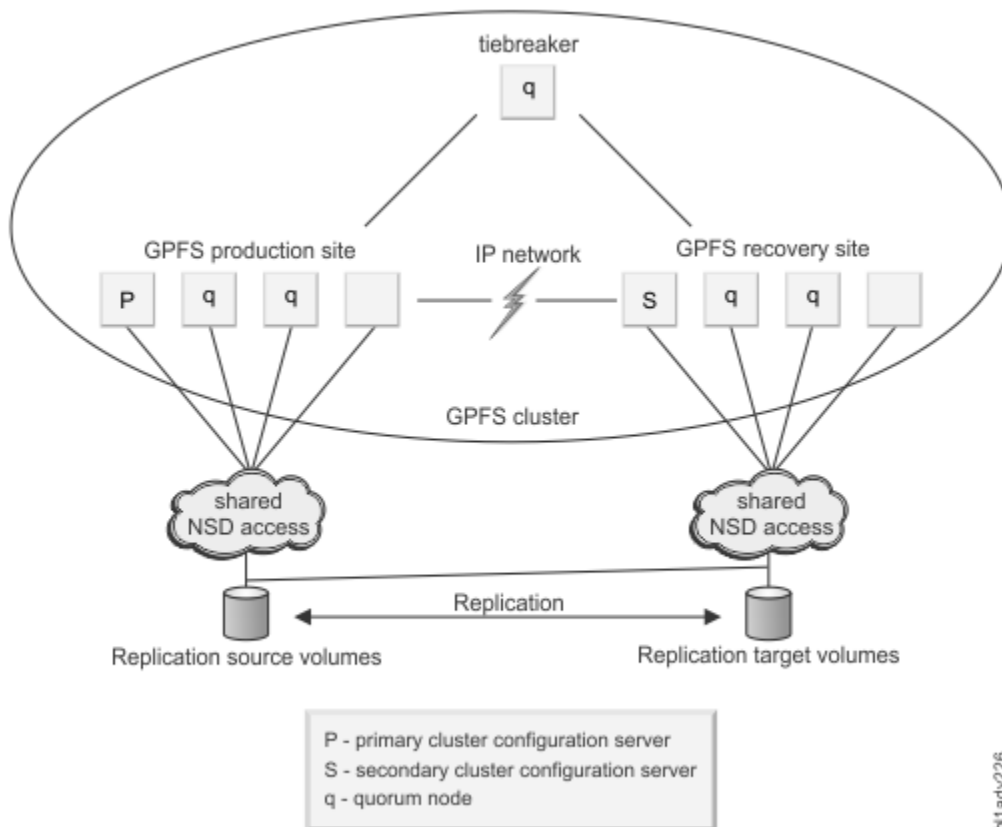 tiebreaker
q
GPFS production site
IP network
GPFS recovery site
P
q
q
S
q
q
GPFS cluster
shared
NSD access
shared
NSD access
Replication
Replication source volumes
Replication target volumes
P - primary cluster configuration server
S - secondary cluster configuration server
q - quorum node